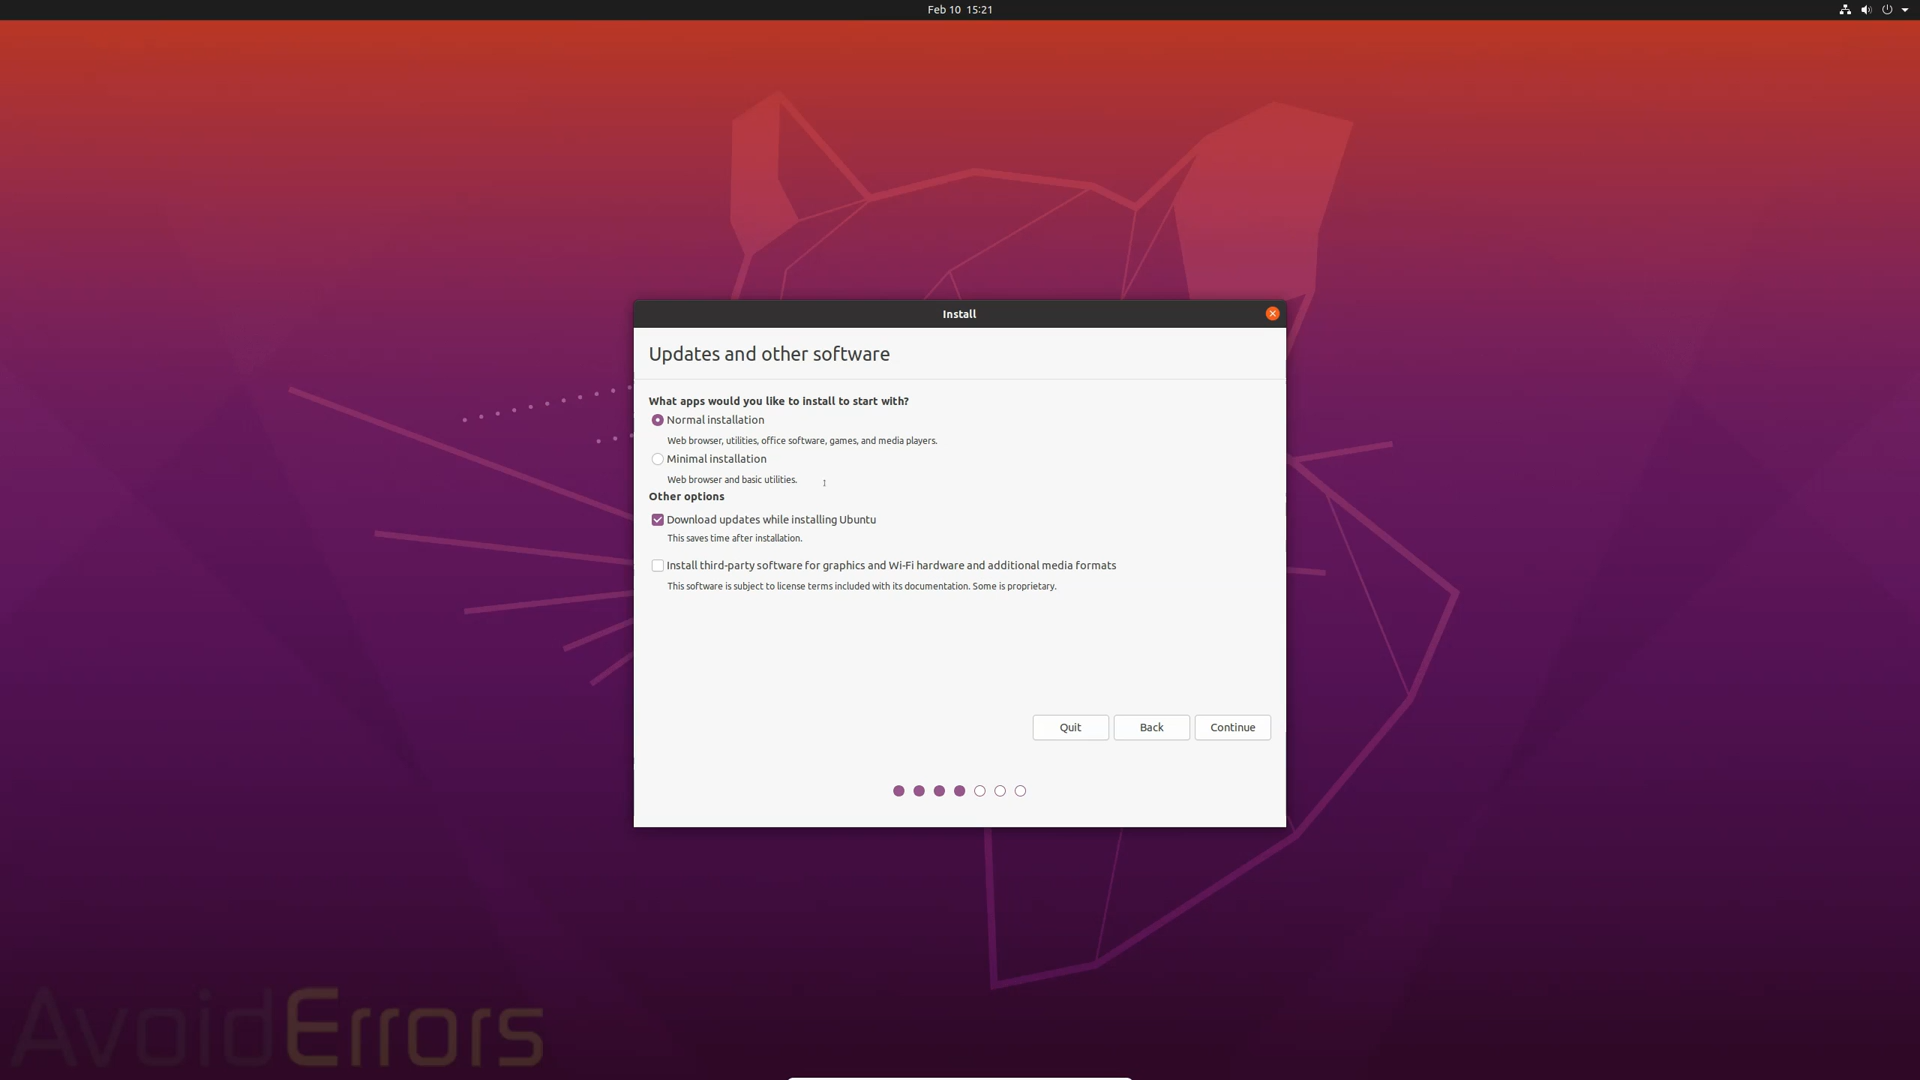 Feb 10 15:21
Install
Updates and other software
What apps would you like to install to start with?
Normal installation
Web browser, utilities, office software, games, and media players.
Minimal installation
Web browser and basic utilities.
Other options
Download updates while installing Ubuntu
This saves time after installation.
Install third-party software for graphics and Wi-Fi hardware and additional media formats
This software is subject to license terms included with its documentation. Some is proprietary.
Quit Back Continue
AvoidErrors